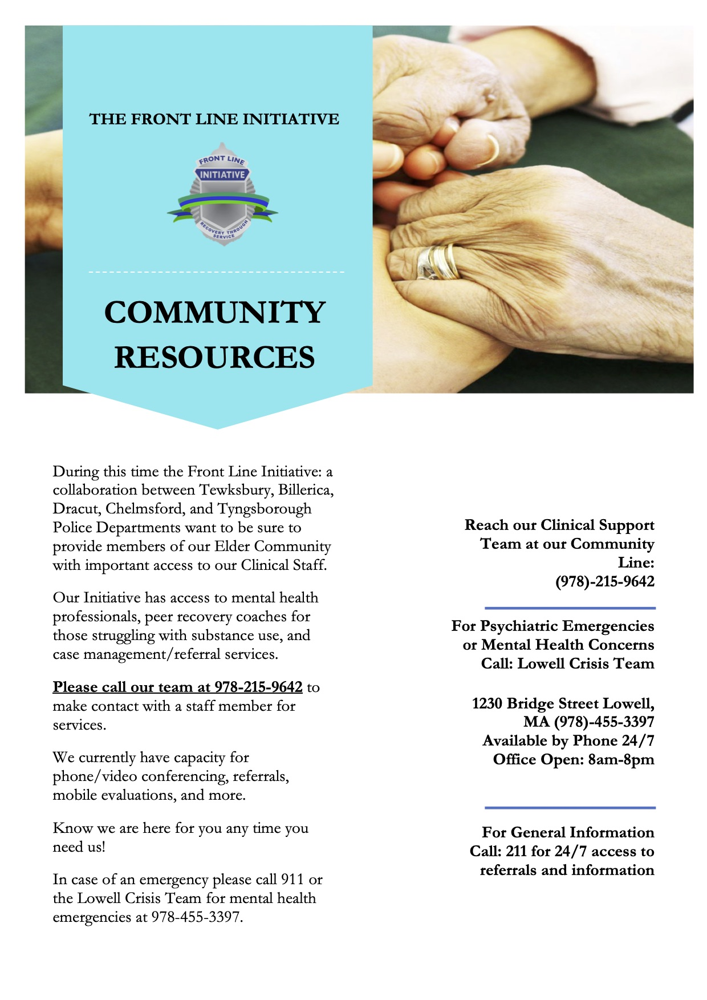 THE FRONT LINE INITIATIVE
FRONT LINE
INITIATIVE
RECOVERY THROUGH
SERVICE
COMMUNITY
RESOURCES
During this time the Front Line Initiative: a
collaboration between Tewksbury, Billerica,
Dracut, Chelmsford, and Tyngsborough
Police Departments want to be sure to
provide members of our Elder Community
with important access to our Clinical Staff.
Our Initiative has access to mental health
professionals, peer recovery coaches for
those struggling with substance use, and
case management/referral services.
Please call our team at 978-215-9642 to
make contact with a staff member for
services.
We currently have capacity for
phone/video conferencing, referrals,
mobile evaluations, and more.
Know we are here for you any time you
need us!
In case of an emergency please call 911 or
the Lowell Crisis Team for mental health
emergencies at 978-455-3397.
Reach our Clinical Support
Team at our Community
Line:
(978)-215-9642
For Psychiatric Emergencies
or Mental Health Concerns
Call: Lowell Crisis Team
1230 Bridge Street Lowell,
MA (978)-455-3397
Available by Phone 24/7
Office Open: 8am-8pm
For General Information
Call: 211 for 24/7 access to
referrals and information